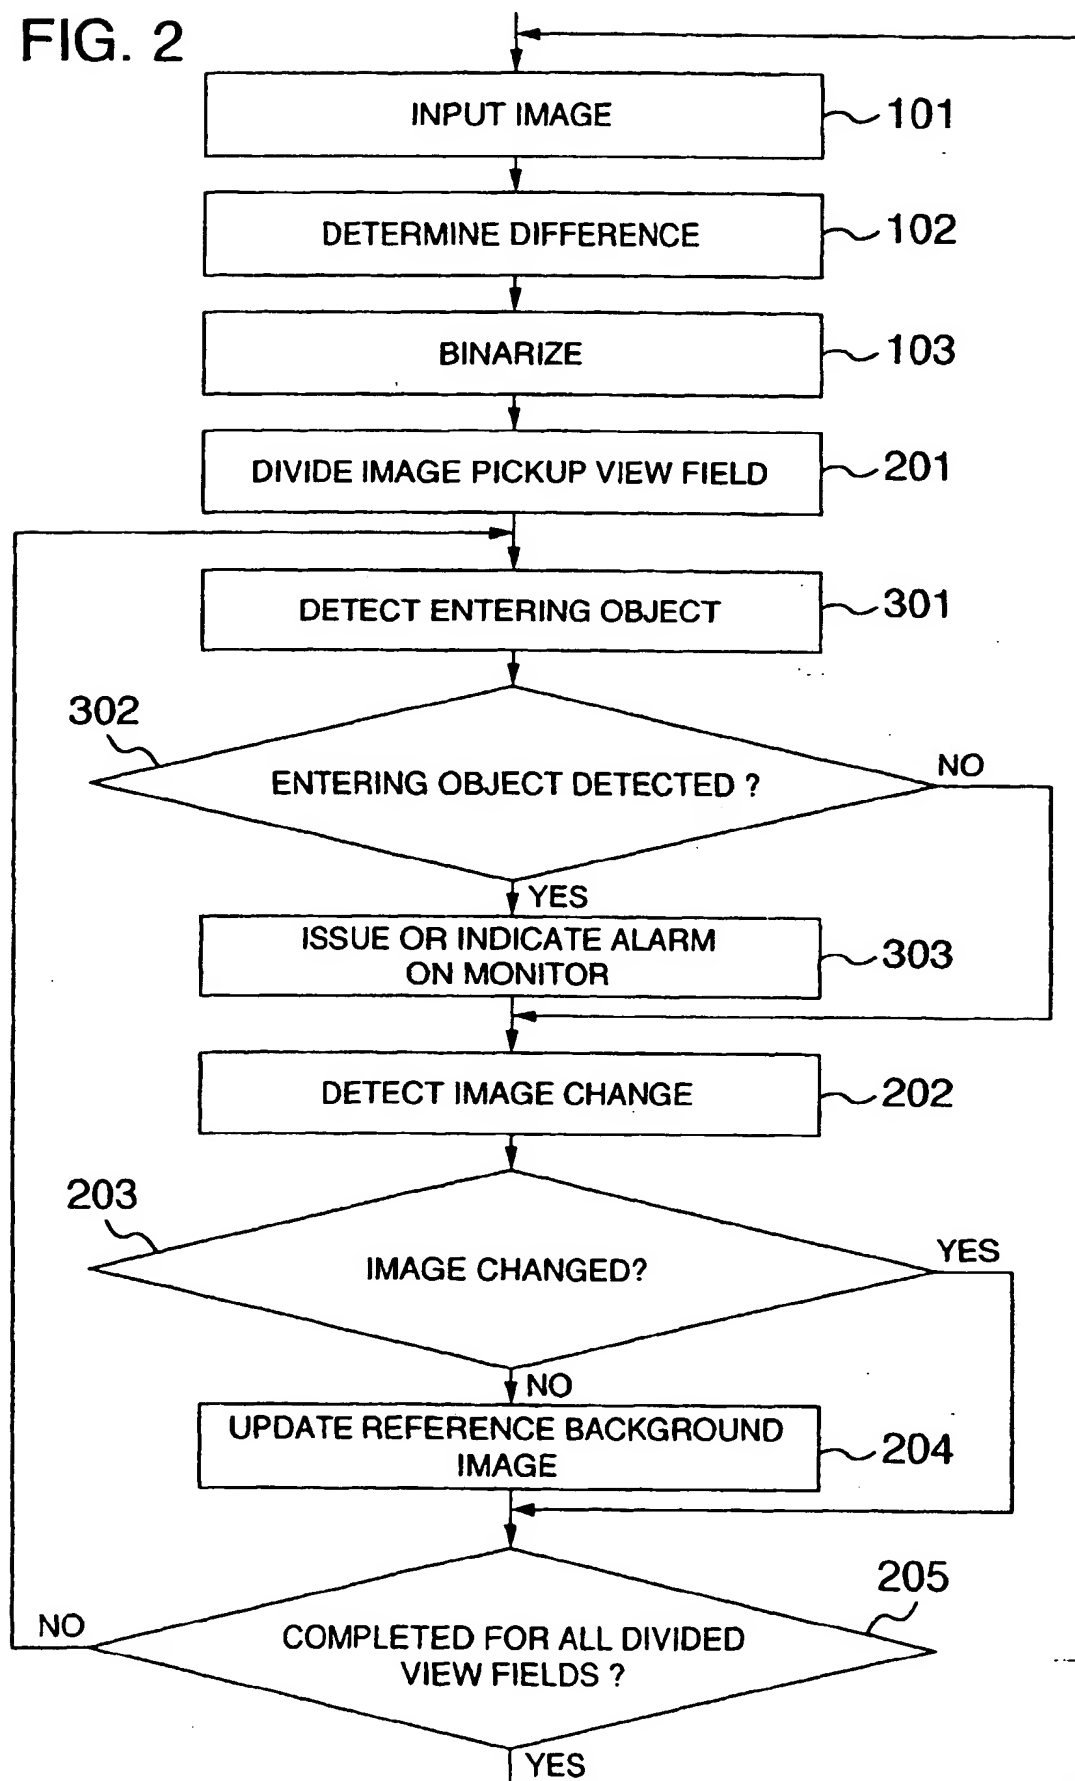 FIG. 2
INPUT IMAGE
101
DETERMINE DIFFERENCE
102
BINARIZE
103
DIVIDE IMAGE PICKUP VIEW FIELD
201
DETECT ENTERING OBJECT
301
302
ENTERING OBJECT DETECTED ?
NO
YES
ISSUE OR INDICATE ALARM
ON MONITOR
303
DETECT IMAGE CHANGE
202
203
IMAGE CHANGED?
YES
NO
UPDATE REFERENCE BACKGROUND
IMAGE
204
205
NO
COMPLETED FOR ALL DIVIDED
VIEW FIELDS ?
YES